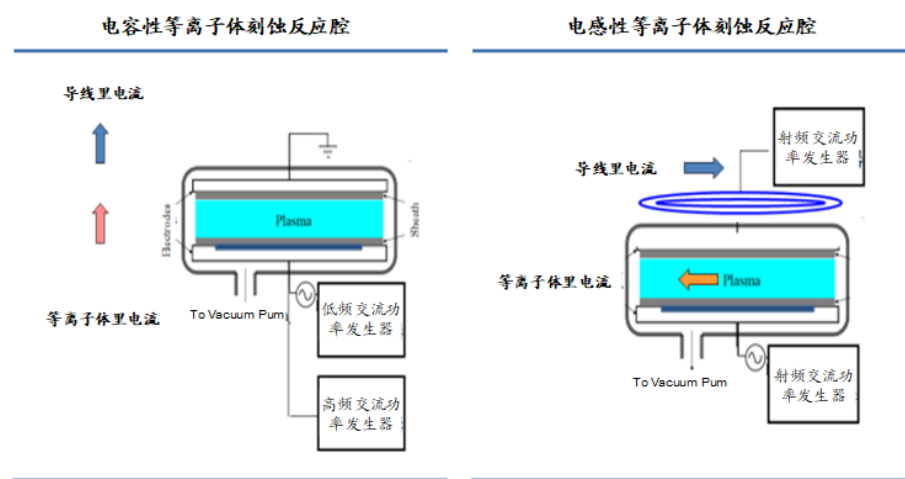 电容性等离子体刻蚀反应腔
导线里电流
Electrodes
Plasma
Sheath
等离子体里电流
To Vacuum Pum
低频交流功
率发生器
高频交流功
率发生器
电感性等离子体刻蚀反应腔
射频交流功
率发生器
导线里电流
等离子体里电流
Plasma
To Vacuum Pum
射频交流功
率发生器